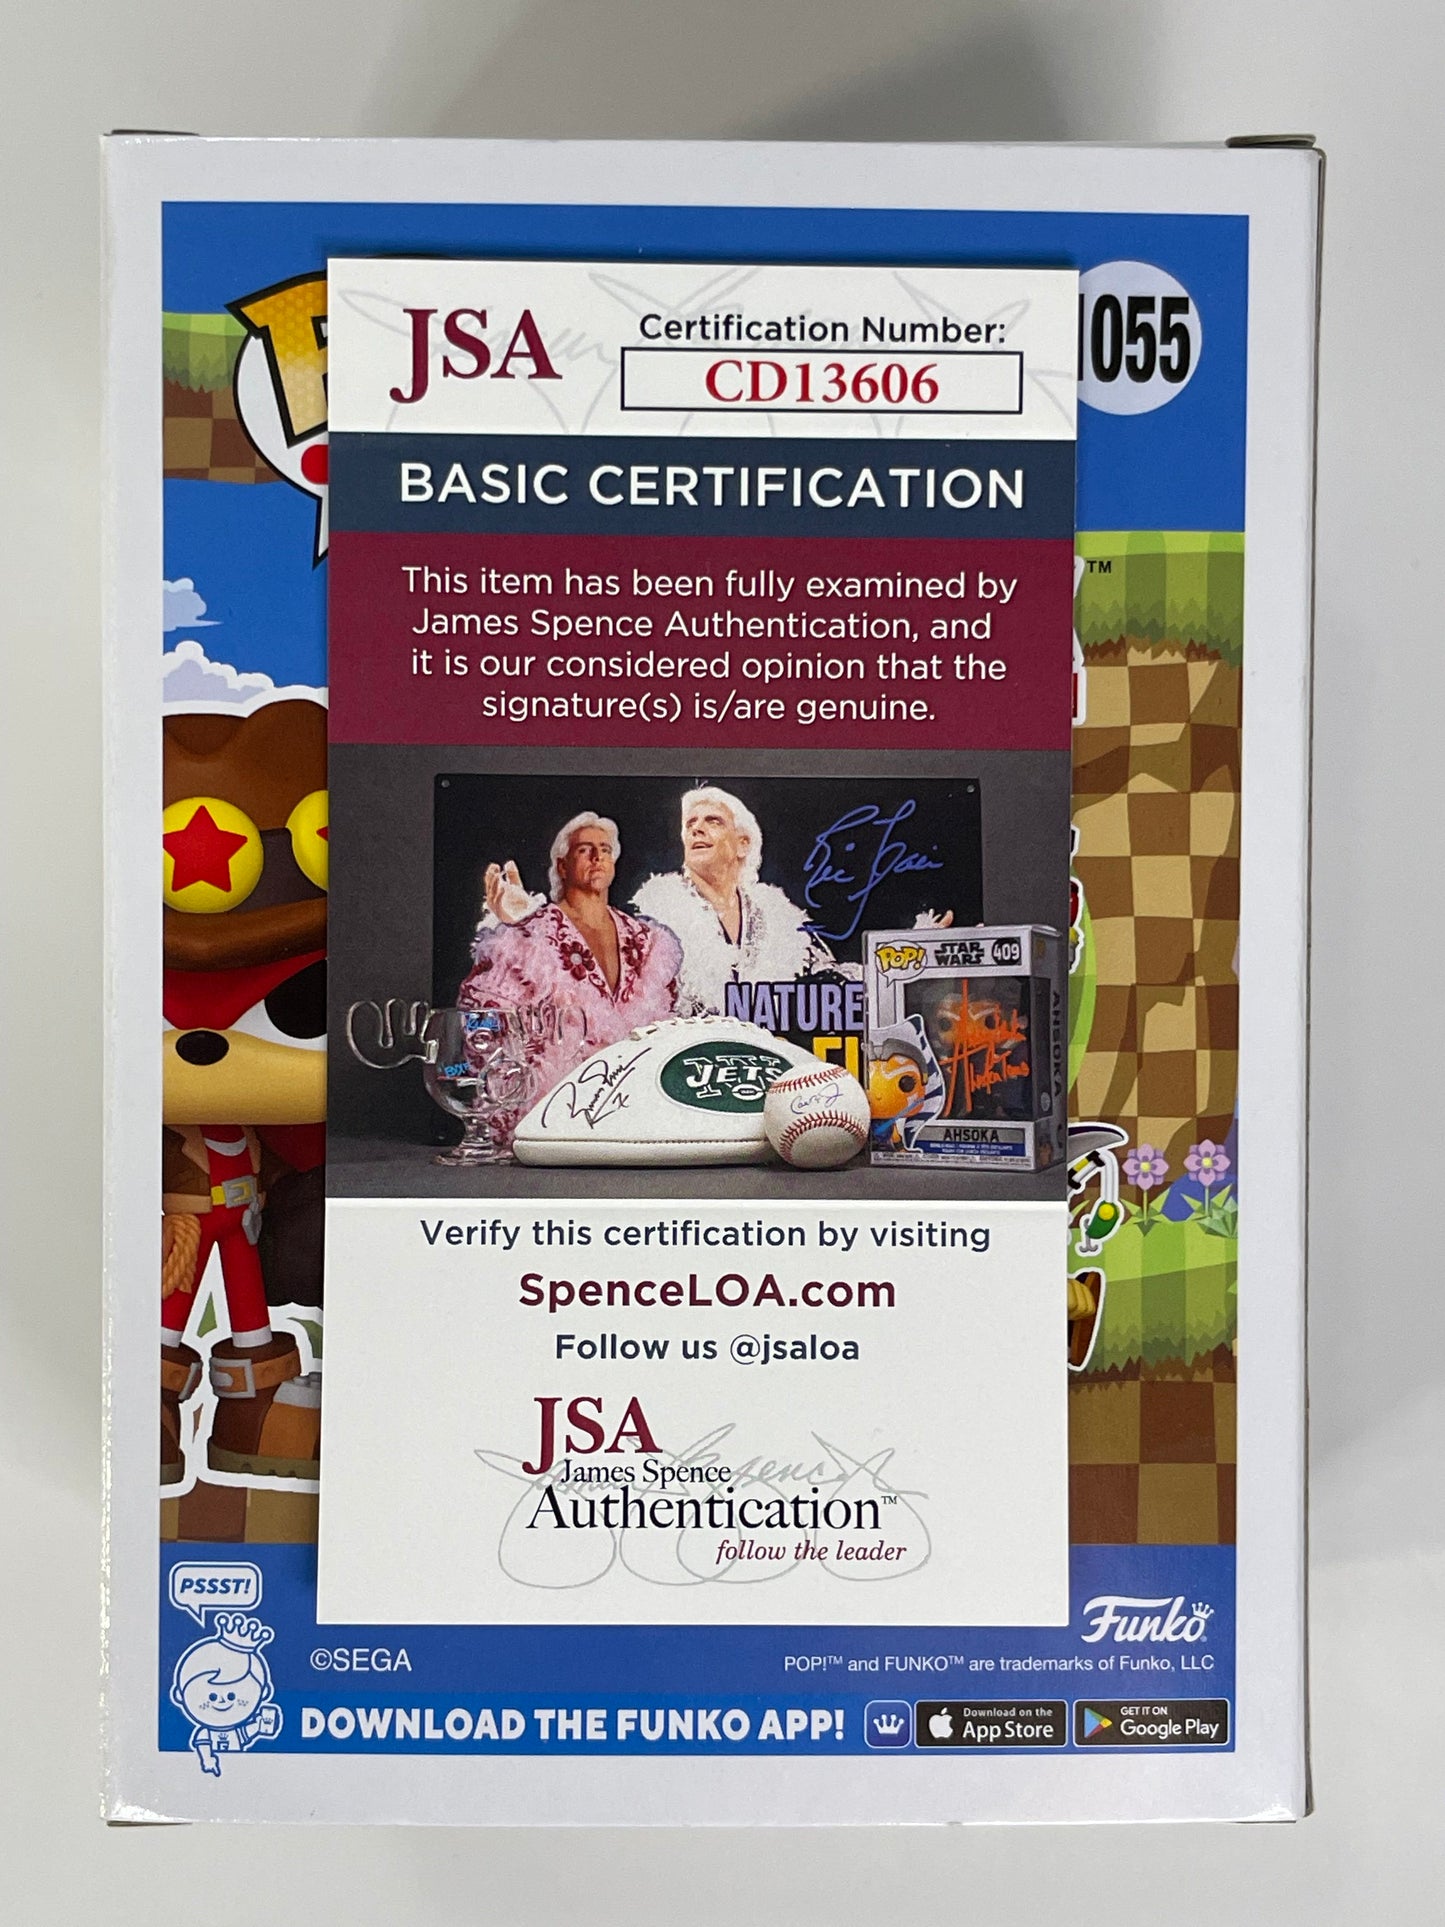 JSA
Certification Number:
CD13606
1055
BASIC CERTIFICATION
This item has been fully examined by
James Spence Authentication, and
it is our considered opinion that the
signature(s) is/are genuine.
™
Ric Flair
POP!
STAR
WARS
409
NATURE
JETS
AHSOKA
AHSOKA
Verify this certification by visiting
SpenceLOA.com
Follow us @jsaloa
JSA
James Spence
Authentication™
follow the leader
PSSST!
Funko
©SEGA
POP!™ and FUNKO™ are trademarks of Funko, LLC
DOWNLOAD THE FUNKO APP!
Download on the
App Store
GET IT ON
Google Play